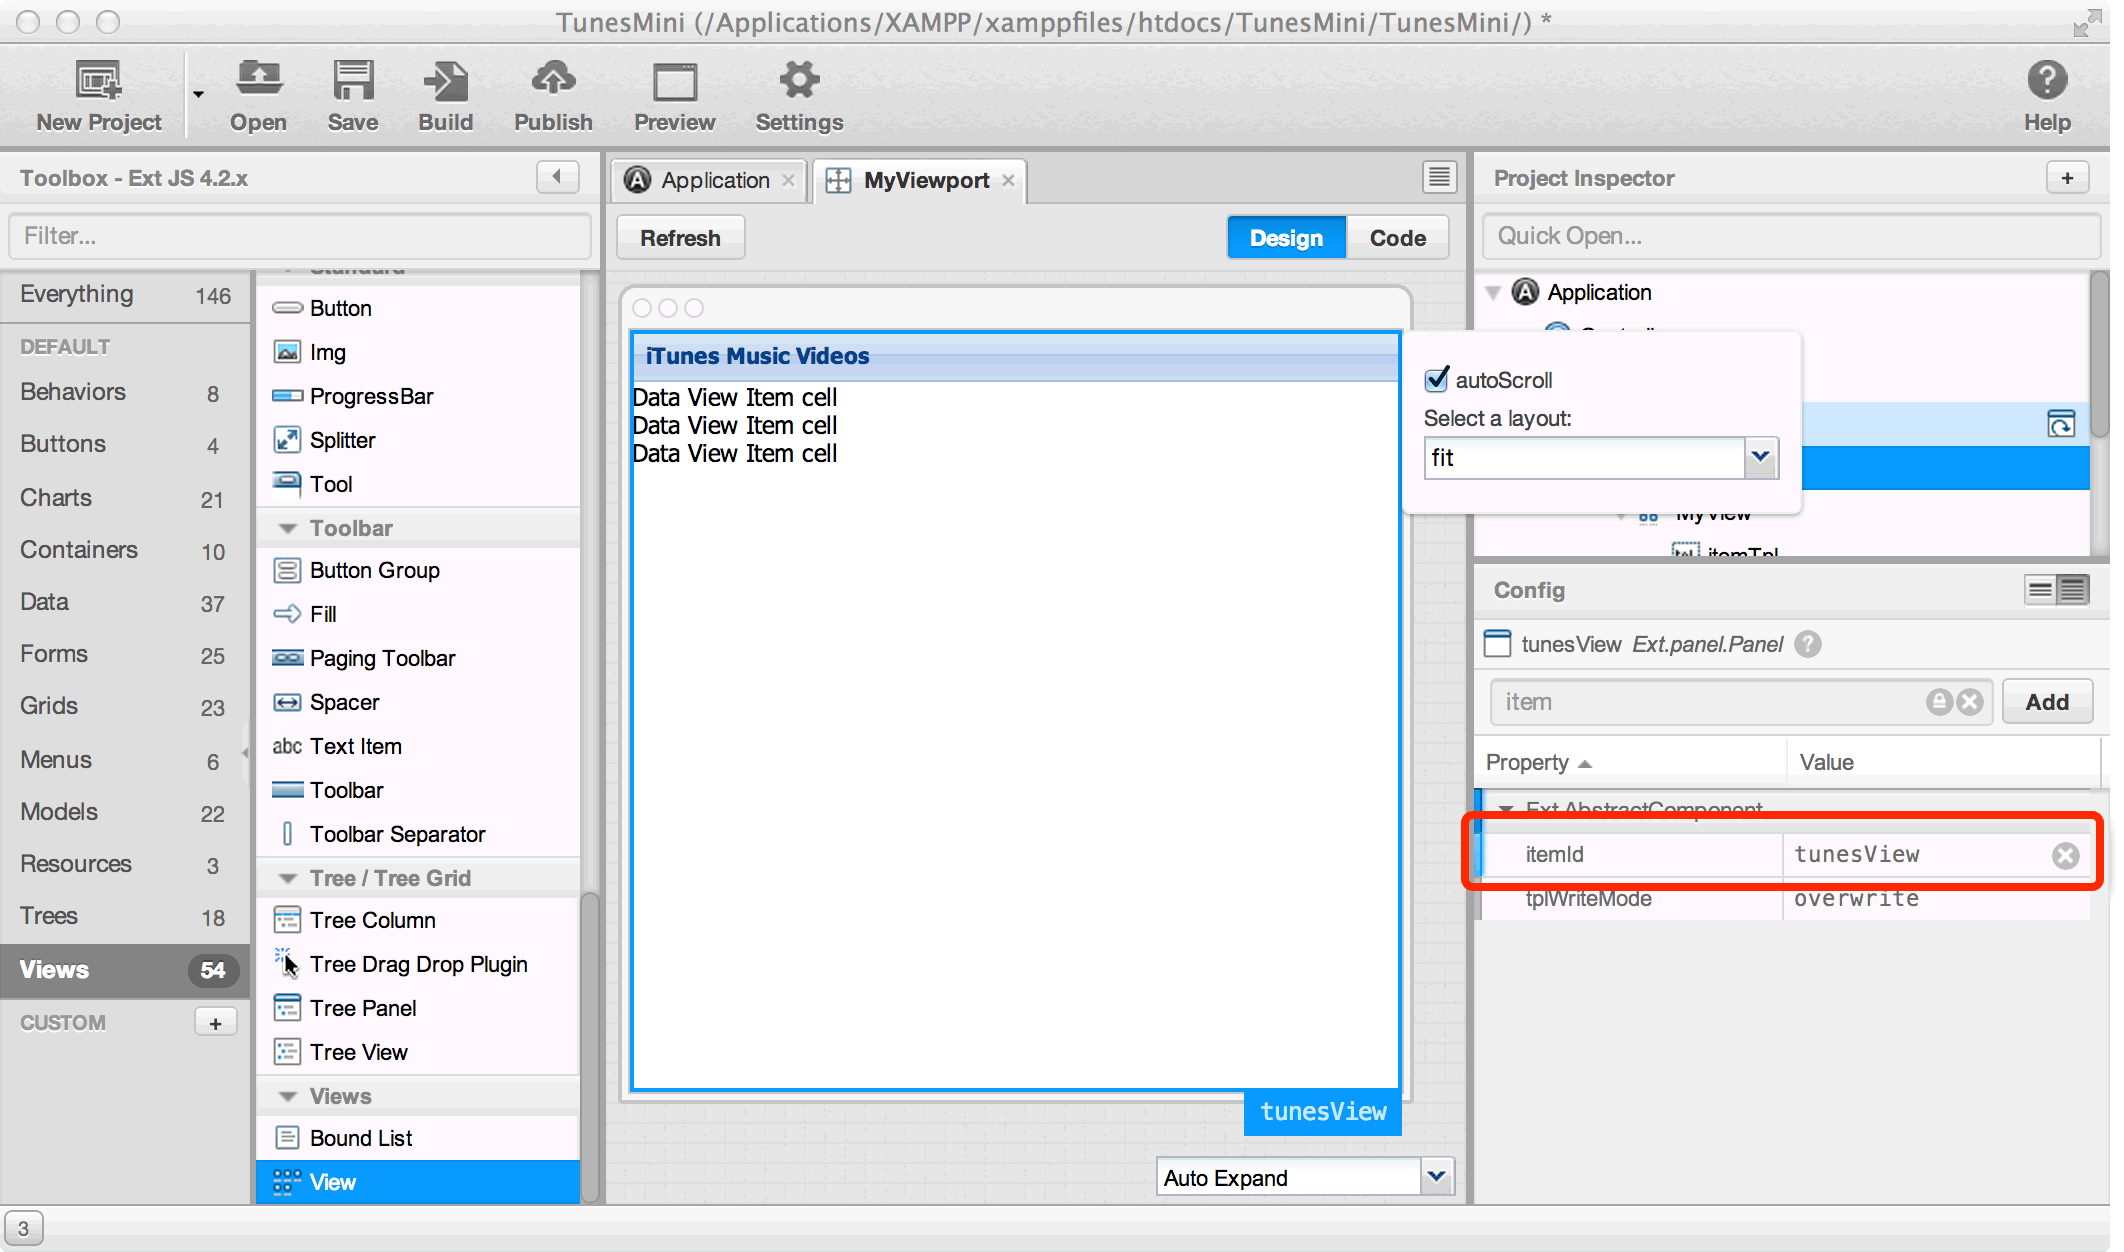 TunesMini (/Applications/XAMPP/xamppfiles/htdocs/TunesMini/TunesMini/) *
New Project
Open
Save
Build
Publish
Preview
Settings
Help
Toolbox - Ext JS 4.2.x
Filter...
Everything 146
DEFAULT
Behaviors 8
Buttons 4
Charts 21
Containers 10
Data 37
Forms 25
Grids 23
Menus 6
Models 22
Resources 3
Trees 18
Views 54
CUSTOM +
Standard
Button
Img
ProgressBar
Splitter
Tool
Toolbar
Button Group
Fill
Paging Toolbar
Spacer
abc Text Item
Toolbar
Toolbar Separator
Tree / Tree Grid
Tree Column
Tree Drag Drop Plugin
Tree Panel
Tree View
Views
Bound List
View
Application
MyViewport
Refresh
Design
Code
iTunes Music Videos
Data View Item cell
Data View Item cell
Data View Item cell
tunesView
Auto Expand
autoScroll
Select a layout:
fit
Project Inspector +
Quick Open...
Application
MyView
itemTpl
Config
tunesView Ext.panel.Panel ?
item
Add
Property Value
Ext.AbstractComponent
itemId tunesView
tplWriteMode overwrite
3